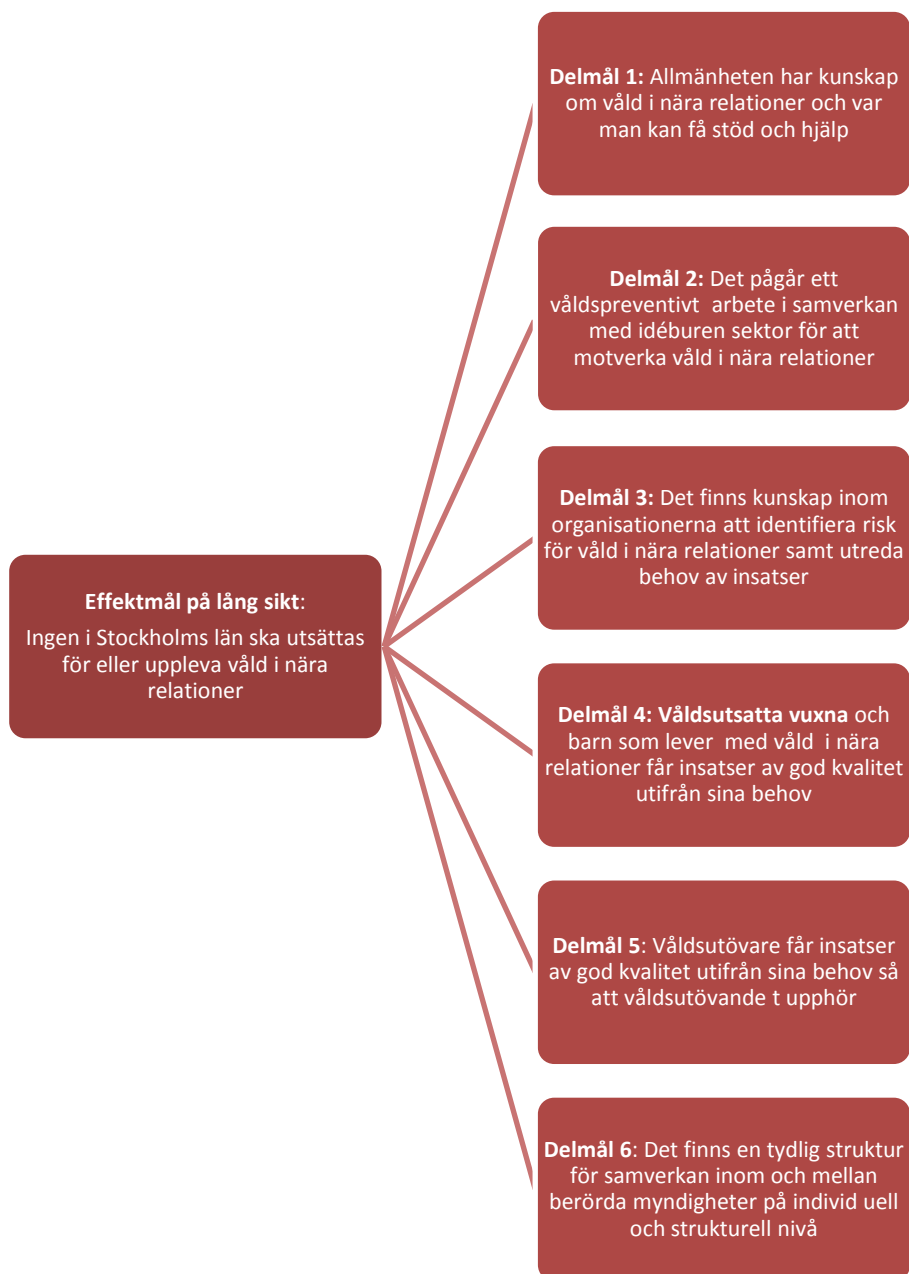 Effektmål på lång sikt:
Ingen i Stockholms län ska utsättas
för eller uppleva våld i nära
relationer
Delmål 1: Allmänheten har kunskap
om våld i nära relationer och var
man kan få stöd och hjälp
Delmål 2: Det pågår ett
våldspreventivt arbete i samverkan
med idéburen sektor för att
motverka våld i nära relationer
Delmål 3: Det finns kunskap inom
organisationerna att identifiera risk
för våld i nära relationer samt utreda
behov av insatser
Delmål 4: Våldsutsatta vuxna och
barn som lever med våld i nära
relationer får insatser av god kvalitet
utifrån sina behov
Delmål 5: Våldsutövare får insatser
av god kvalitet utifrån sina behov så
att våldsutövande t upphör
Delmål 6: Det finns en tydlig struktur
för samverkan inom och mellan
berörda myndigheter på individ uell
och strukturell nivå